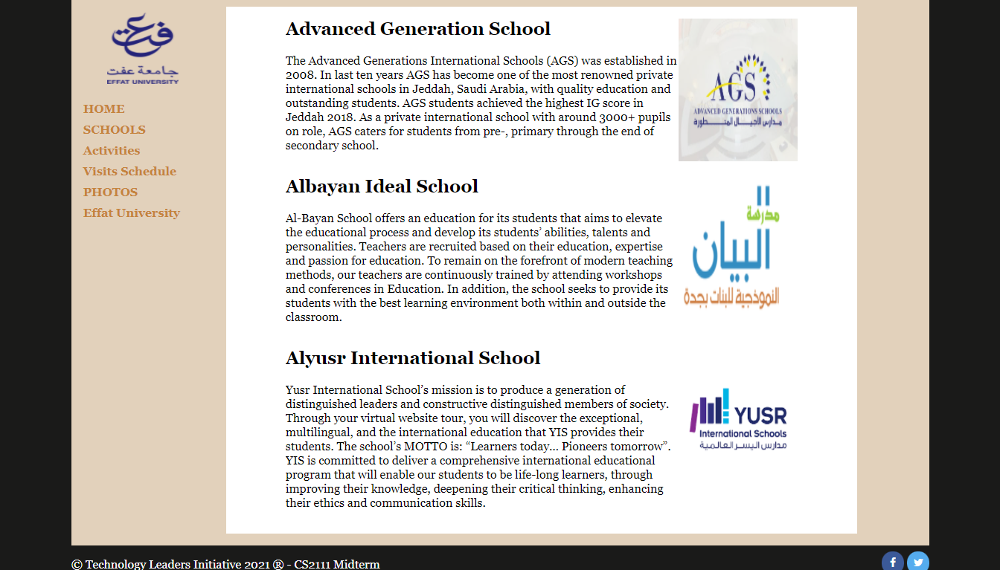 فعت
جامعة عفت
EFFAT UNIVERSITY
HOME
SCHOOLS
Activities
Visits Schedule
PHOTOS
Effat University
Advanced Generation School
The Advanced Generations International Schools (AGS) was established in
2008. In last ten years AGS has become one of the most renowned private
international schools in Jeddah, Saudi Arabia, with quality education and
outstanding students. AGS students achieved the highest IG score in
Jeddah 2018. As a private international school with around 3000+ pupils
on role, AGS caters for students from pre-, primary through the end of
secondary school.
AGS
ADVANCED GENERATIONS SCHOOLS
مدارس الأجيال المتطورة
Albayan Ideal School
Al-Bayan School offers an education for its students that aims to elevate
the educational process and develop its students’ abilities, talents and
personalities. Teachers are recruited based on their education, expertise
and passion for education. To remain on the forefront of modern teaching
methods, our teachers are continuously trained by attending workshops
and conferences in Education. In addition, the school seeks to provide its
students with the best learning environment both within and outside the
classroom.
مدرسة
البيان
النموذجية للبنات بجدة
Alyusr International School
Yusr International School’s mission is to produce a generation of
distinguished leaders and constructive distinguished members of society.
Through your virtual website tour, you will discover the exceptional,
multilingual, and the international education that YIS provides their
students. The school’s MOTTO is: “Learners today… Pioneers tomorrow”.
YIS is committed to deliver a comprehensive international educational
program that will enable our students to be life-long learners, through
improving their knowledge, deepening their critical thinking, enhancing
their ethics and communication skills.
YUSR
International Schools
مدارس اليسر العالمية
© Technology Leaders Initiative 2021 ® - CS2111 Midterm